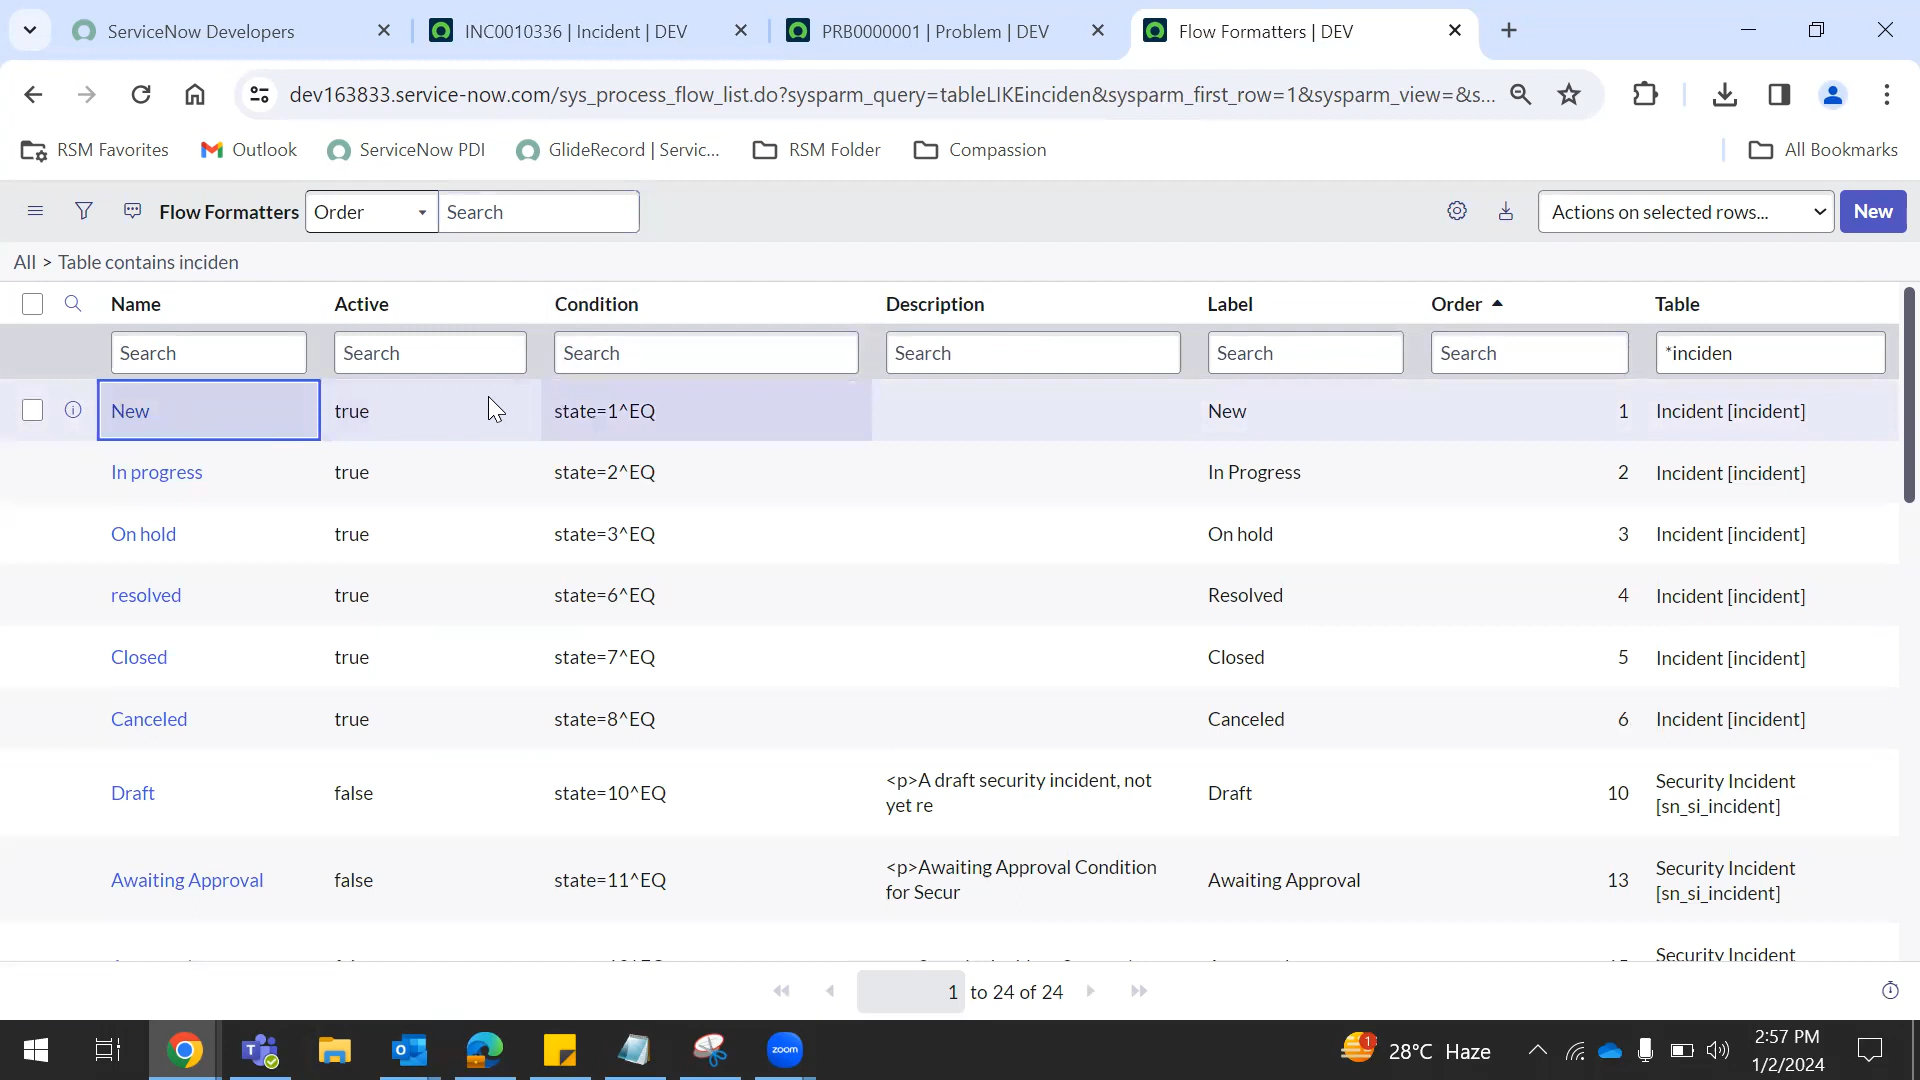 ServiceNow Developers
INC0010336 | Incident | DEV
PRB0000001 | Problem | DEV
Flow Formatters | DEV
dev163833.service-now.com/sys_process_flow_list.do?sysparm_query=tableLIKEinciden&sysparm_first_row=1&sysparm_view=&s...
RSM Favorites
Outlook
ServiceNow PDI
GlideRecord | Servic...
RSM Folder
Compassion
All Bookmarks
Flow Formatters
Order
Search
Actions on selected rows...
New
All > Table contains inciden
Name Active Condition Description Label Order Table
Search Search Search Search Search Search *inciden
New true state=1^EQ New 1 Incident [incident]
In progress true state=2^EQ In Progress 2 Incident [incident]
On hold true state=3^EQ On hold 3 Incident [incident]
resolved true state=6^EQ Resolved 4 Incident [incident]
Closed true state=7^EQ Closed 5 Incident [incident]
Canceled true state=8^EQ Canceled 6 Incident [incident]
Draft false state=10^EQ <p>A draft security incident, not
yet re
Draft 10 Security Incident
[sn_si_incident]
Awaiting Approval false state=11^EQ <p>Awaiting Approval Condition
for Secur
Awaiting Approval 13 Security Incident
[sn_si_incident]
Security Incident
1 to 24 of 24
zoom
1
28°C Haze
2:57 PM
1/2/2024